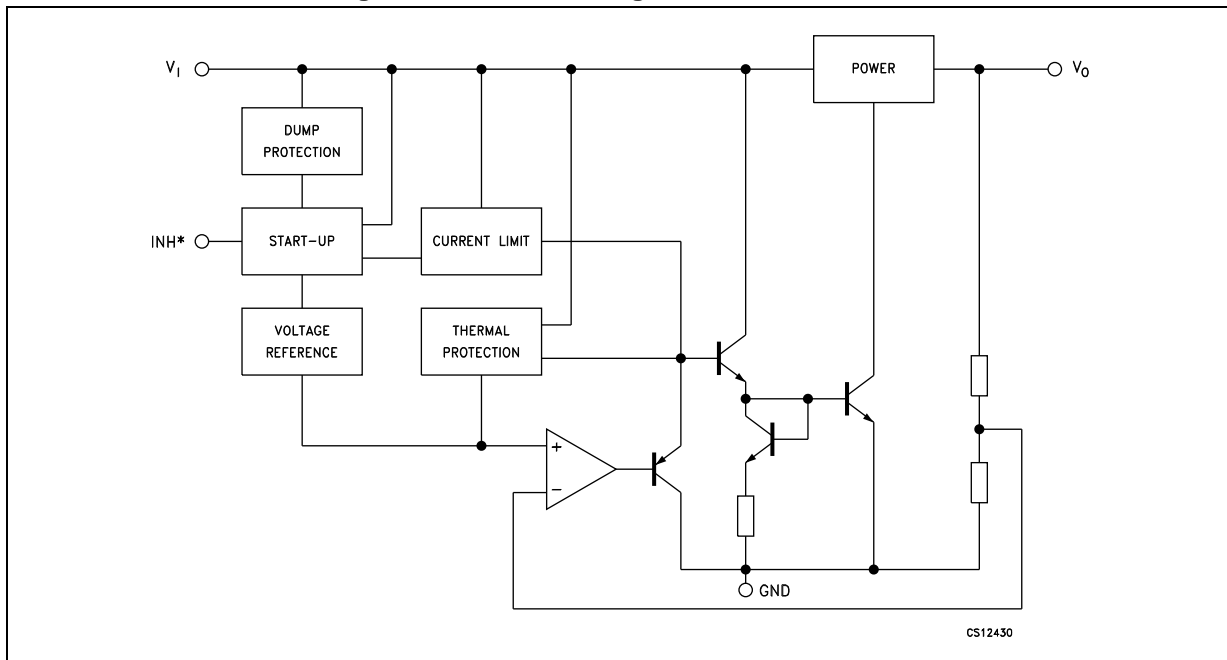 V_I
POWER
V_O
DUMP
PROTECTION
INH*
START-UP
CURRENT LIMIT
VOLTAGE
REFERENCE
THERMAL
PROTECTION
+
−
GND
CS12430